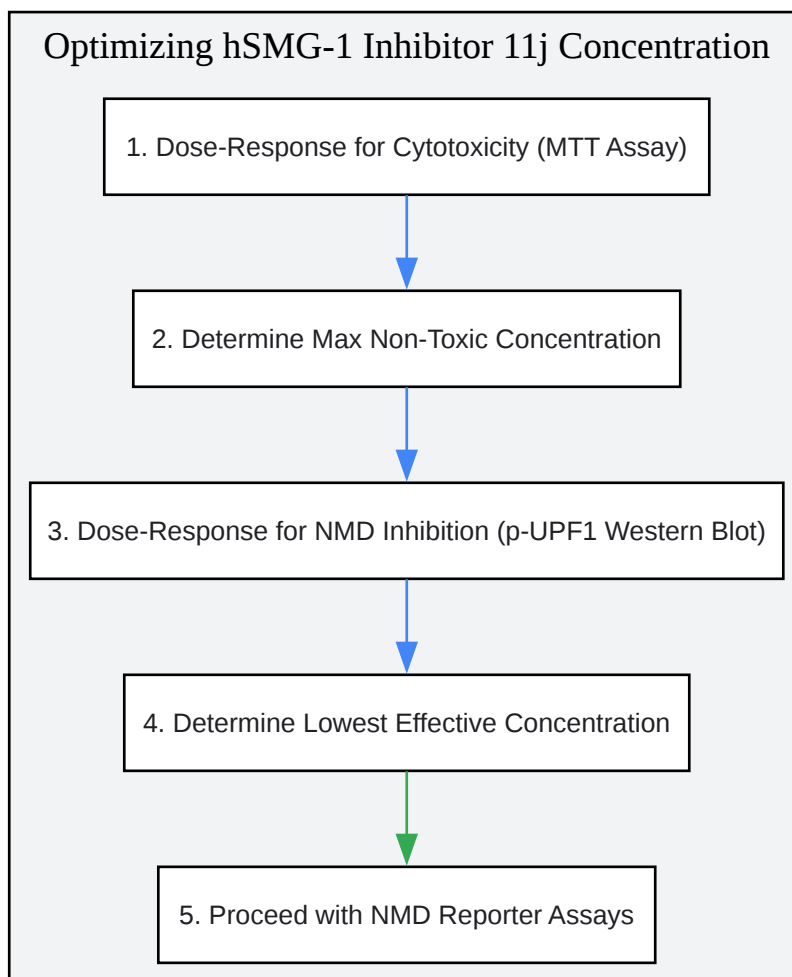 Optimizing hSMG-1 Inhibitor 11j Concentration
1. Dose-Response for Cytotoxicity (MTT Assay)
2. Determine Max Non-Toxic Concentration
3. Dose-Response for NMD Inhibition (p-UPF1 Western Blot)
4. Determine Lowest Effective Concentration
5. Proceed with NMD Reporter Assays